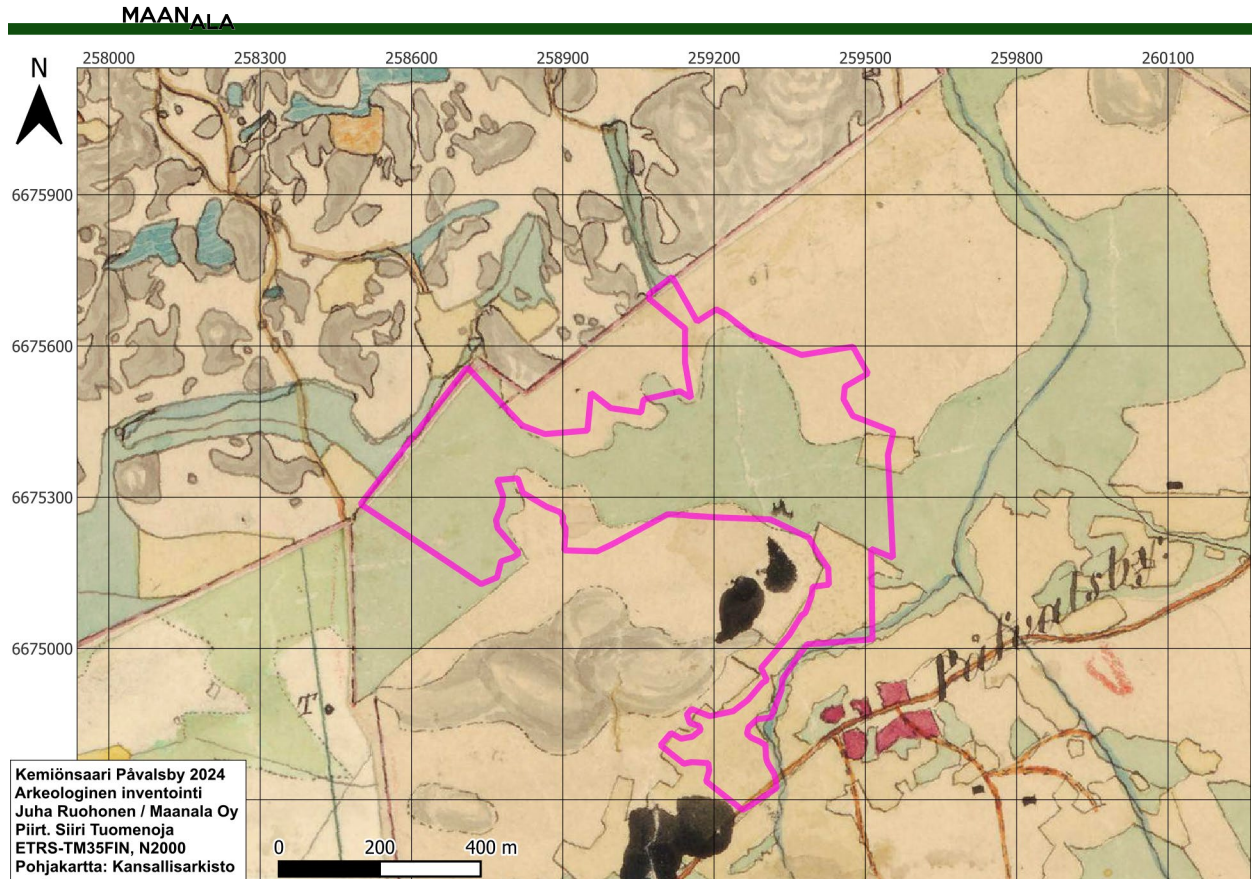 MAANALA
N
258000 258300 258600 258900 259200 259500 259800 260100
6675900
6675600
6675300
6675000
T
Påvalsby
Kemiönsaari Påvalsby 2024
Arkeologinen inventointi
Juha Ruohonen / Maanala Oy
Piirt. Siiri Tuomenoja
ETRS-TM35FIN, N2000
Pohjakartta: Kansallisarkisto
0 200 400 m